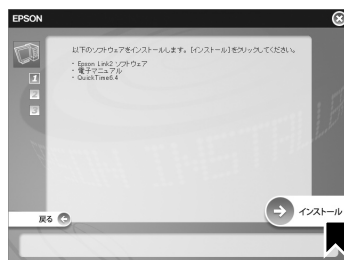 EPSON
以下のソフトウェアをインストールします。[インストール]をクリックしてください。
・ Epson Link2 ソフトウェア
・ 電子マニュアル
・ QuickTime6.4
1
2
3
インストール
戻る